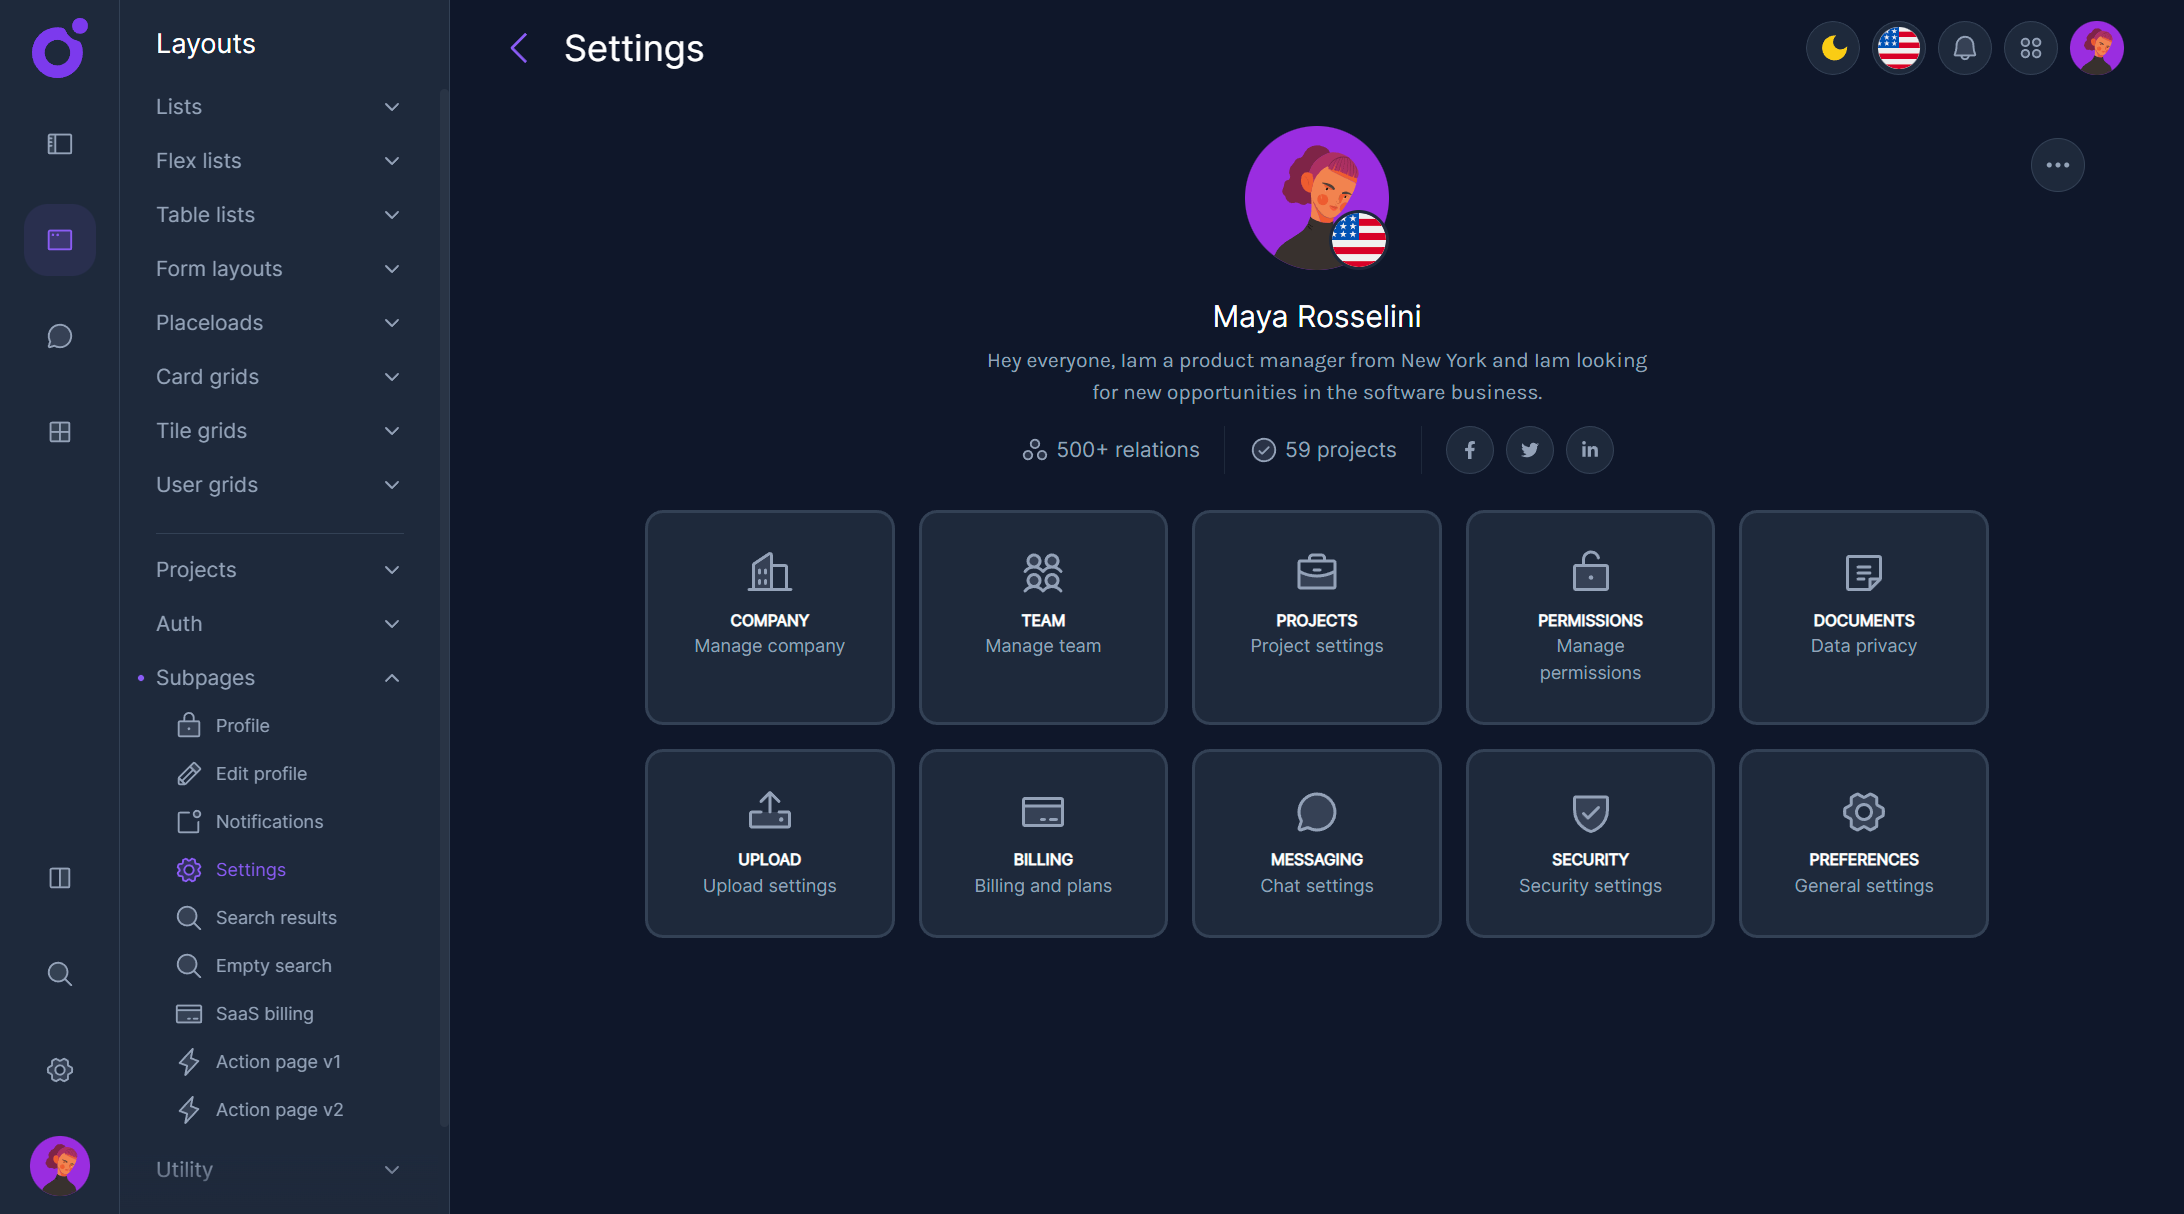 Layouts
Lists
Flex lists
Table lists
Form layouts
Placeloads
Card grids
Tile grids
User grids
Projects
Auth
Subpages
Profile
Edit profile
Notifications
Settings
Search results
Empty search
SaaS billing
Action page v1
Action page v2
Utility
Settings
Maya Rosselini
Hey everyone, Iam a product manager from New York and Iam looking
for new opportunities in the software business.
500+ relations
59 projects
COMPANY
Manage company
TEAM
Manage team
PROJECTS
Project settings
PERMISSIONS
Manage
permissions
DOCUMENTS
Data privacy
UPLOAD
Upload settings
BILLING
Billing and plans
MESSAGING
Chat settings
SECURITY
Security settings
PREFERENCES
General settings